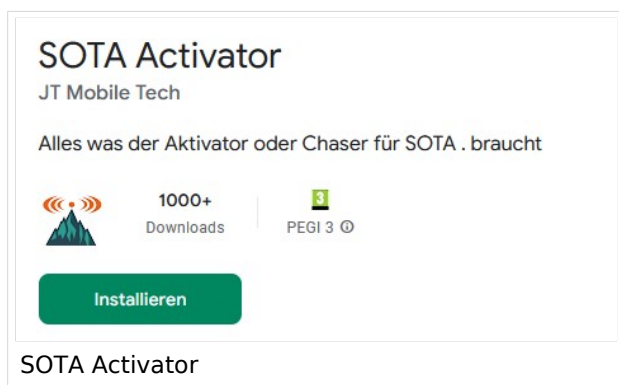 SOTA Activator
JT Mobile Tech
Alles was der Aktivator oder Chaser für SOTA . braucht
1000+
Downloads
3
PEGI 3
Installieren
SOTA Activator